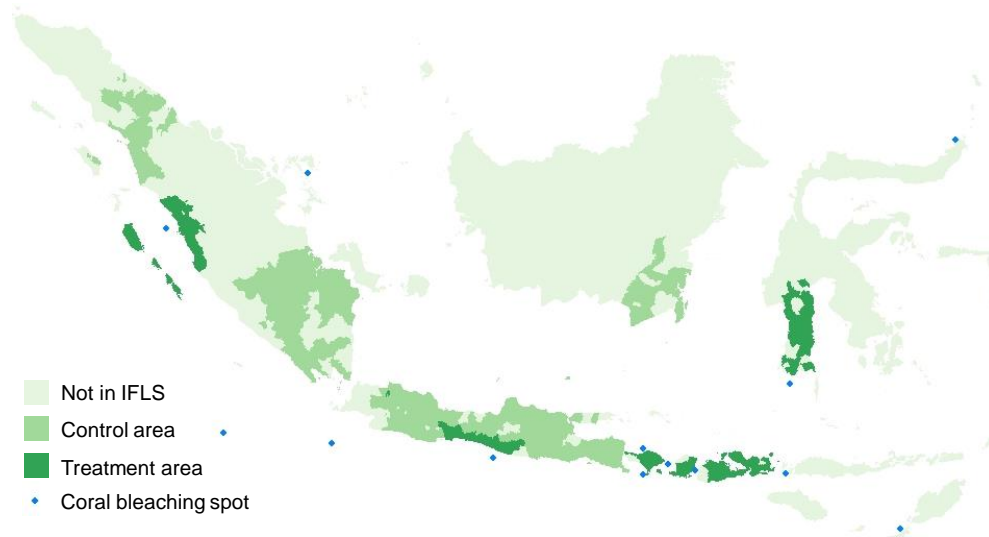 Not in IFLS
Control area
Treatment area
Coral bleaching spot